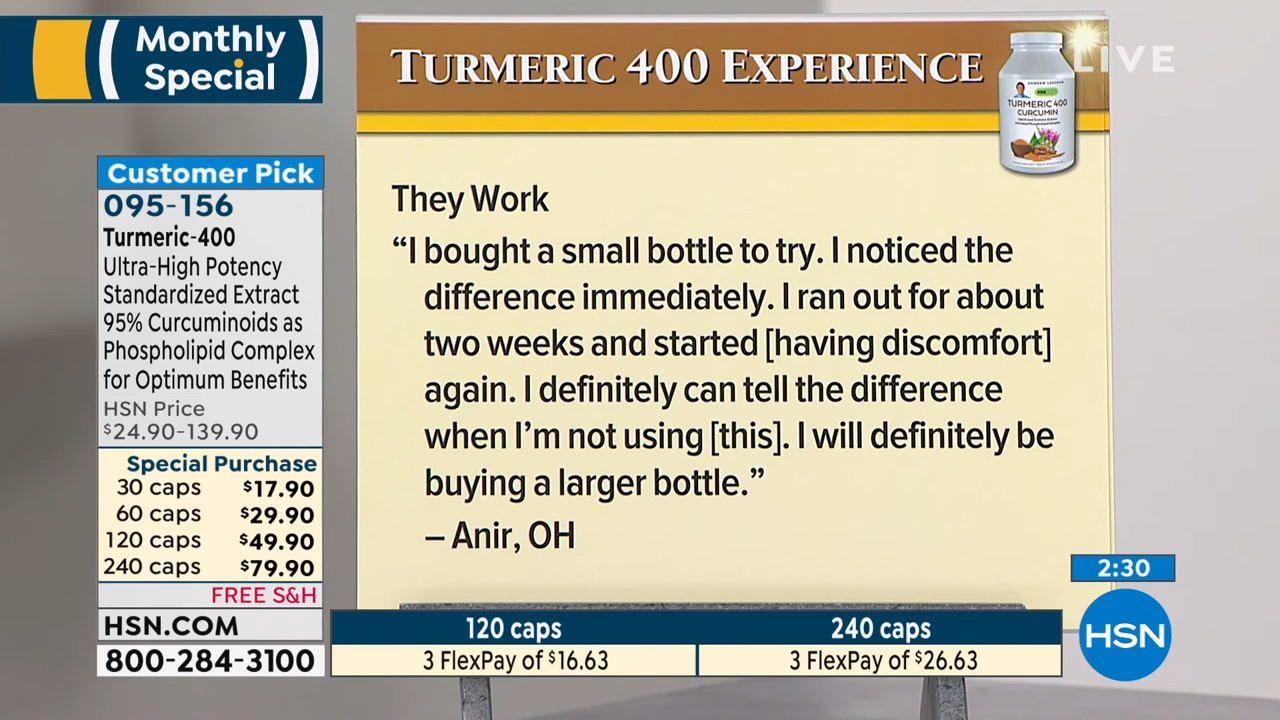 Monthly
Special
Customer Pick
095-156
Turmeric-400
Ultra-High Potency
Standardized Extract
95% Curcuminoids as
Phospholipid Complex
for Optimum Benefits
HSN Price
$24.90-139.90
Special Purchase
30 caps $17.90
60 caps $29.90
120 caps $49.90
240 caps $79.90
FREE S&H
HSN.COM
800-284-3100
TURMERIC 400 EXPERIENCE
LIVE
ANDREW LESSMAN
TURMERIC 400
CURCUMIN
They Work
“I bought a small bottle to try. I noticed the
difference immediately. I ran out for about
two weeks and started [having discomfort]
again. I definitely can tell the difference
when I’m not using [this]. I will definitely be
buying a larger bottle.”
– Anir, OH
2:30
HSN
120 caps 240 caps
3 FlexPay of $16.63 3 FlexPay of $26.63